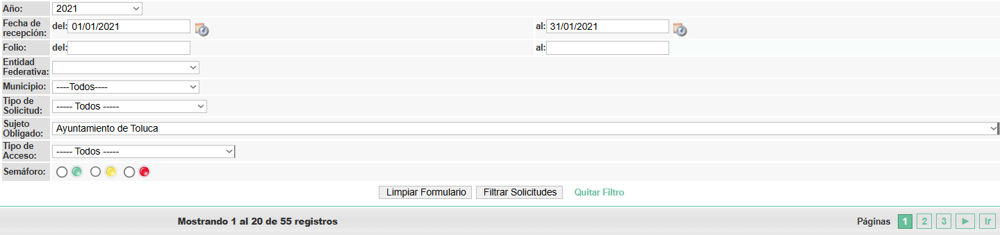 Año: 2021
Fecha de recepción: del: 01/01/2021 al: 31/01/2021
Folio: del: al:
Entidad Federativa:
Municipio: ----Todos----
Tipo de Solicitud: ----- Todos -----
Sujeto Obligado: Ayuntamiento de Toluca
Tipo de Acceso: ----- Todos -----
Semáforo:
Limpiar Formulario Filtrar Solicitudes Quitar Filtro
Mostrando 1 al 20 de 55 registros Páginas 1 2 3 ► Ir